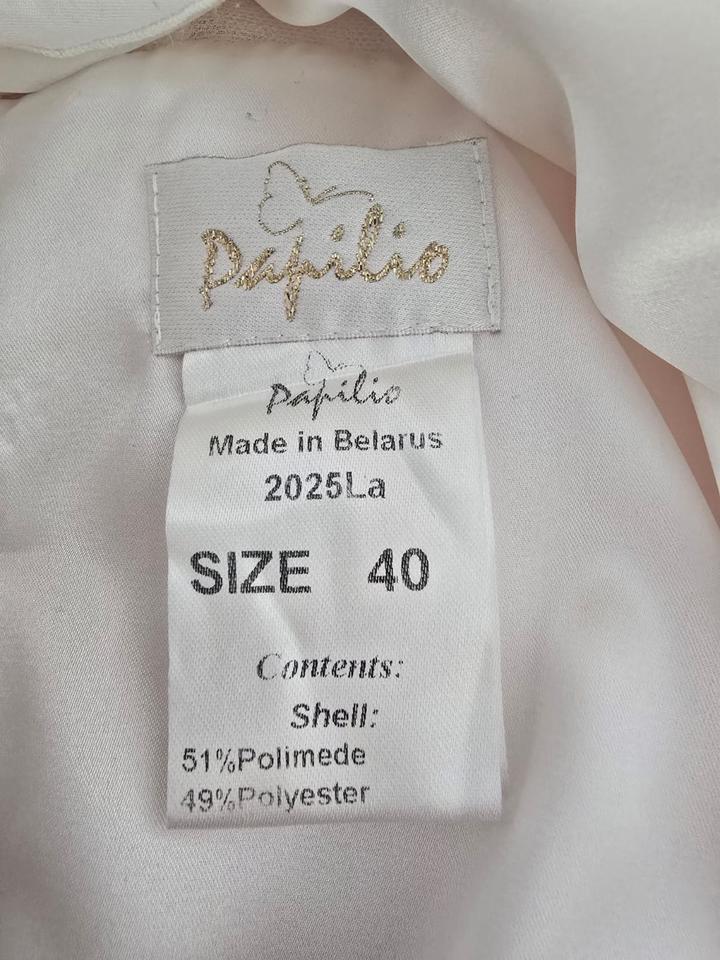 Papilio
Papilio
Made in Belarus
2025La
SIZE 40
Contents:
Shell:
51%Polimede
49%Polyester